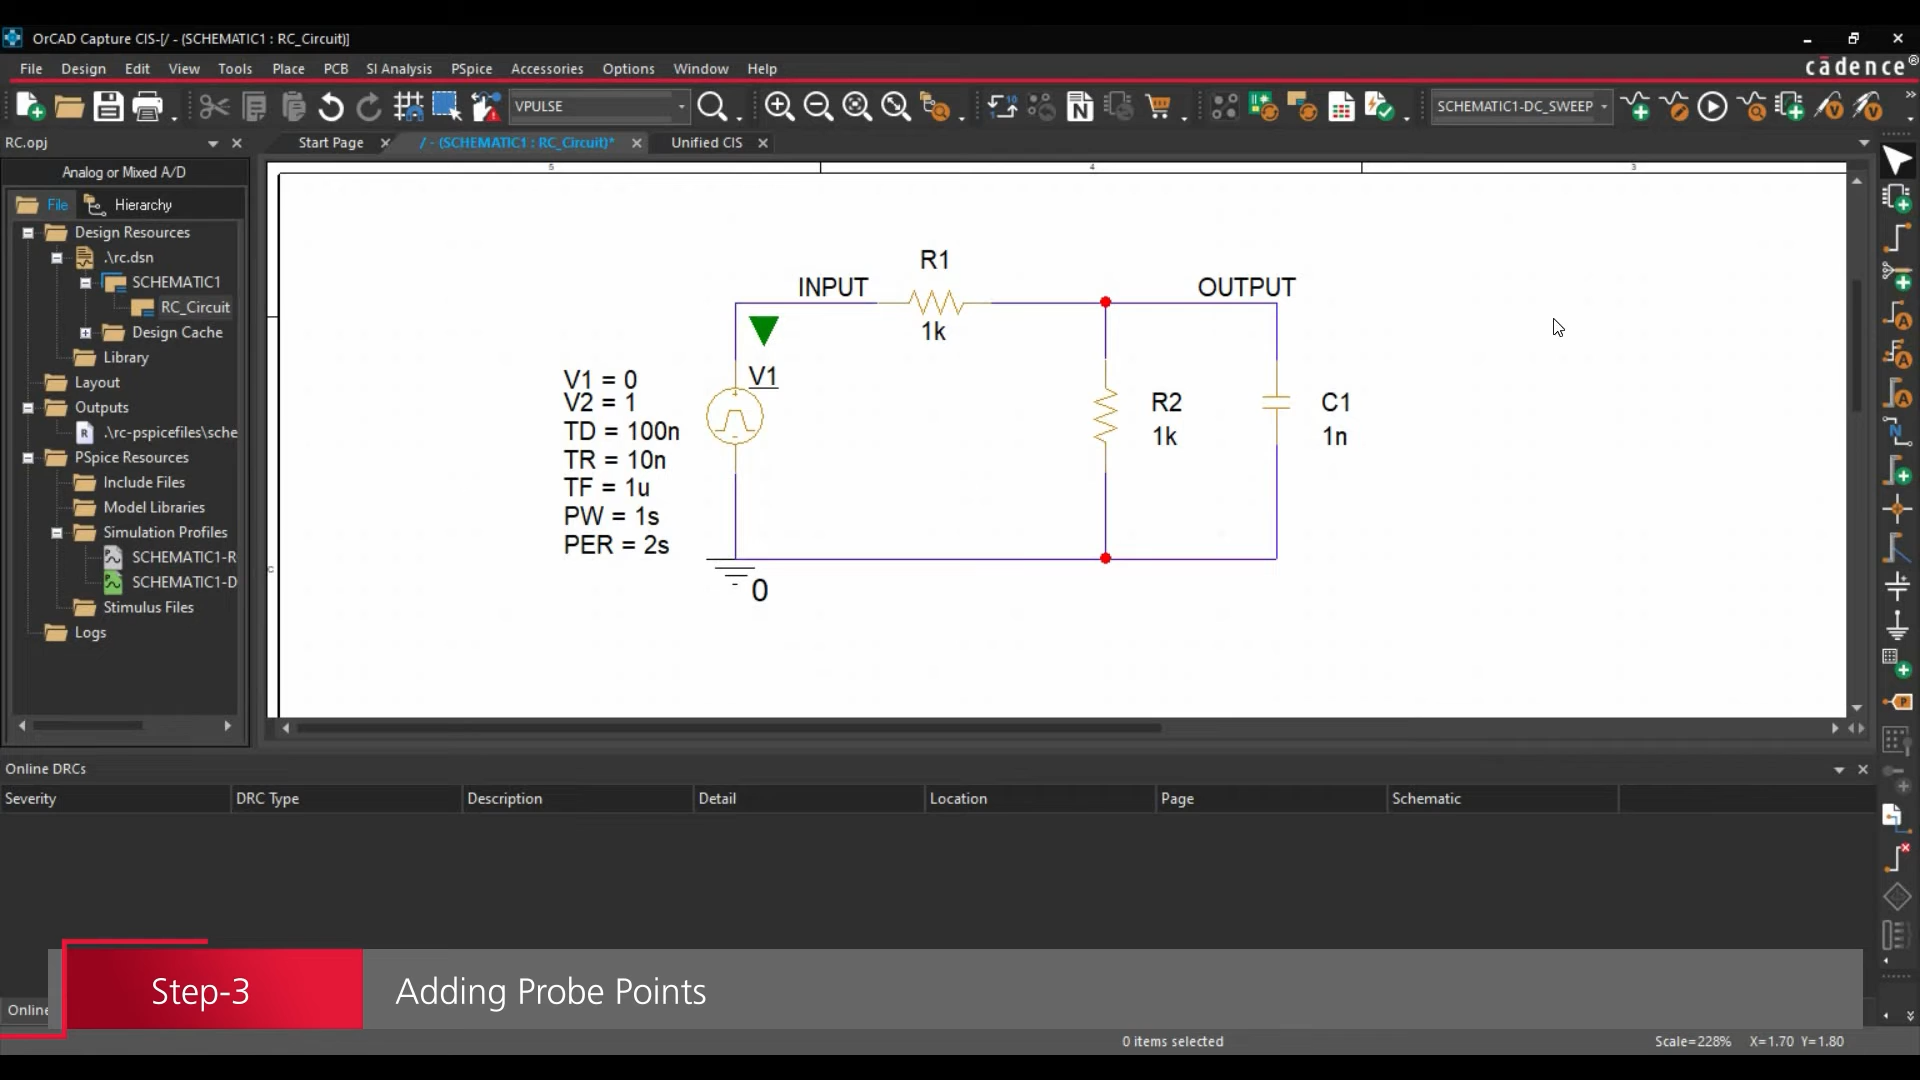 OrCAD Capture CIS-[/ - (SCHEMATIC1 : RC_Circuit)]
File Design Edit View Tools Place PCB SI Analysis PSpice Accessories Options Window Help
cādence®
VPULSE
SCHEMATIC1-DC_SWEEP
RC.opj
Start Page
/ - (SCHEMATIC1 : RC_Circuit)*
Unified CIS
Analog or Mixed A/D
File
Hierarchy
Design Resources
.\rc.dsn
SCHEMATIC1
RC_Circuit
Design Cache
Library
Layout
Outputs
.\rc-pspicefiles\sche
PSpice Resources
Include Files
Model Libraries
Simulation Profiles
SCHEMATIC1-R
SCHEMATIC1-D
Stimulus Files
Logs
5 4 3
C
R1
INPUT
OUTPUT
1k
V1
V1 = 0
V2 = 1
TD = 100n
TR = 10n
TF = 1u
PW = 1s
PER = 2s
R2
1k
C1
1n
0
Online DRCs
Severity DRC Type Description Detail Location Page Schematic
Step-3
Adding Probe Points
Online
0 items selected
Scale=228% X=1.70 Y=1.80